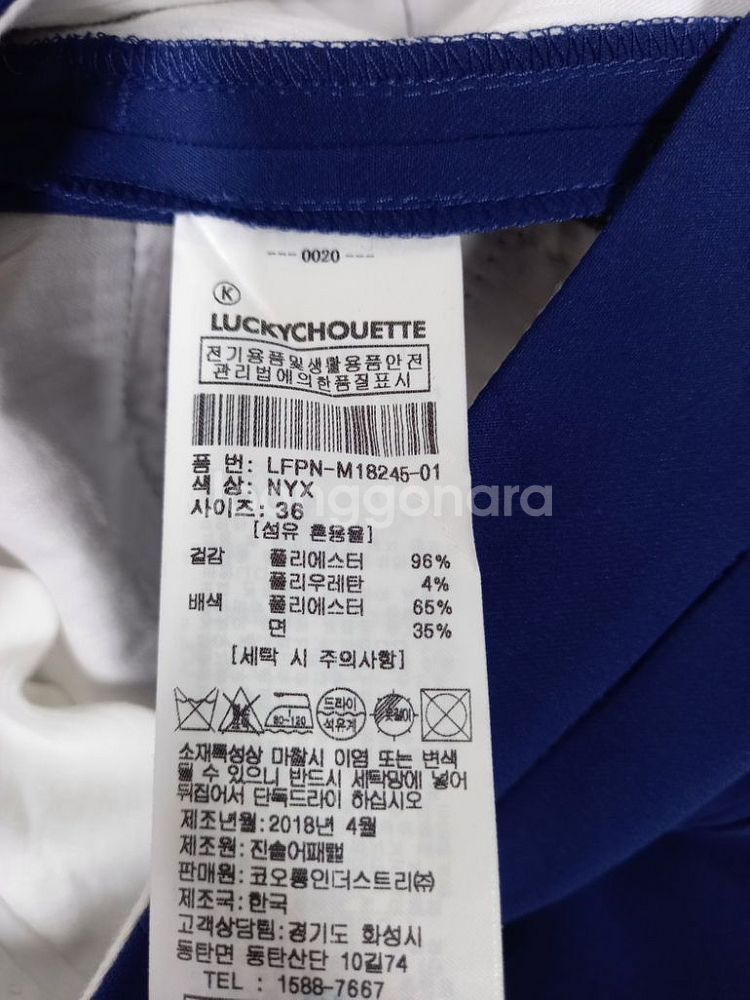 --- 0020 ---
K
LUCKYCHOUETTE
전기용품및생활용품안전
관리법에의한품질표시
품 번: LFPN-M18245-01
색 상: NYX
사이즈: 36
[섬유 혼용율]
겉감 폴리에스터 96%
폴리우레탄 4%
배색 폴리에스터 65%
면 35%
[세탁 시 주의사항]
80~120
드라이
석유계
옷걸이
소재특성상 마찰시 이염 또는 변색
될 수 있으니 반드시 세탁망에 넣어
뒤집어서 단독드라이 하십시오
제조년월:2018년 4월
제조원: 진솔어패럴
판매원: 코오롱인더스트리㈜
제조국:한국
고객상담팀:경기도 화성시
동탄면 동탄산단 10길74
TEL : 1588-7667